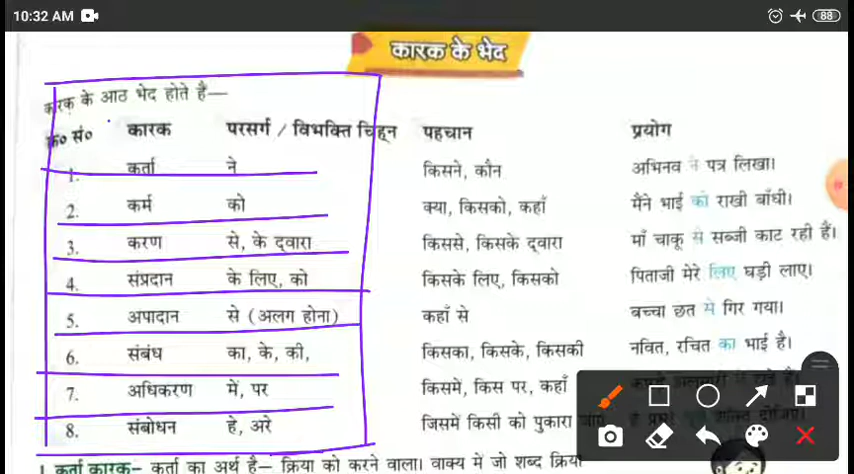 10:32 AM
88
कारक के भेद
कारक के आठ भेद होते हैं—
क्र० सं० कारक परसर्ग / विभक्ति चिह्न पहचान प्रयोग
1. कर्ता ने किसने, कौन अभिनव ने पत्र लिखा।
2. कर्म को क्या, किसको, कहाँ मैंने भाई को राखी बाँधी।
3. करण से, के द्वारा किससे, किसके द्वारा माँ चाकू से सब्जी काट रही हैं।
4. संप्रदान के लिए, को किसके लिए, किसको पिताजी मेरे लिए घड़ी लाए।
5. अपादान से (अलग होना) कहाँ से बच्चा छत से गिर गया।
6. संबंध का, के, की, किसका, किसके, किसकी नवित, रचित का भाई है।
7. अधिकरण में, पर किसमें, किस पर, कहाँ
8. संबोधन हे, अरे जिसमें किसी को पुकारा जाए
1. कर्ता कारक– कर्ता का अर्थ है– क्रिया को करने वाला। वाक्य में जो शब्द क्रिया